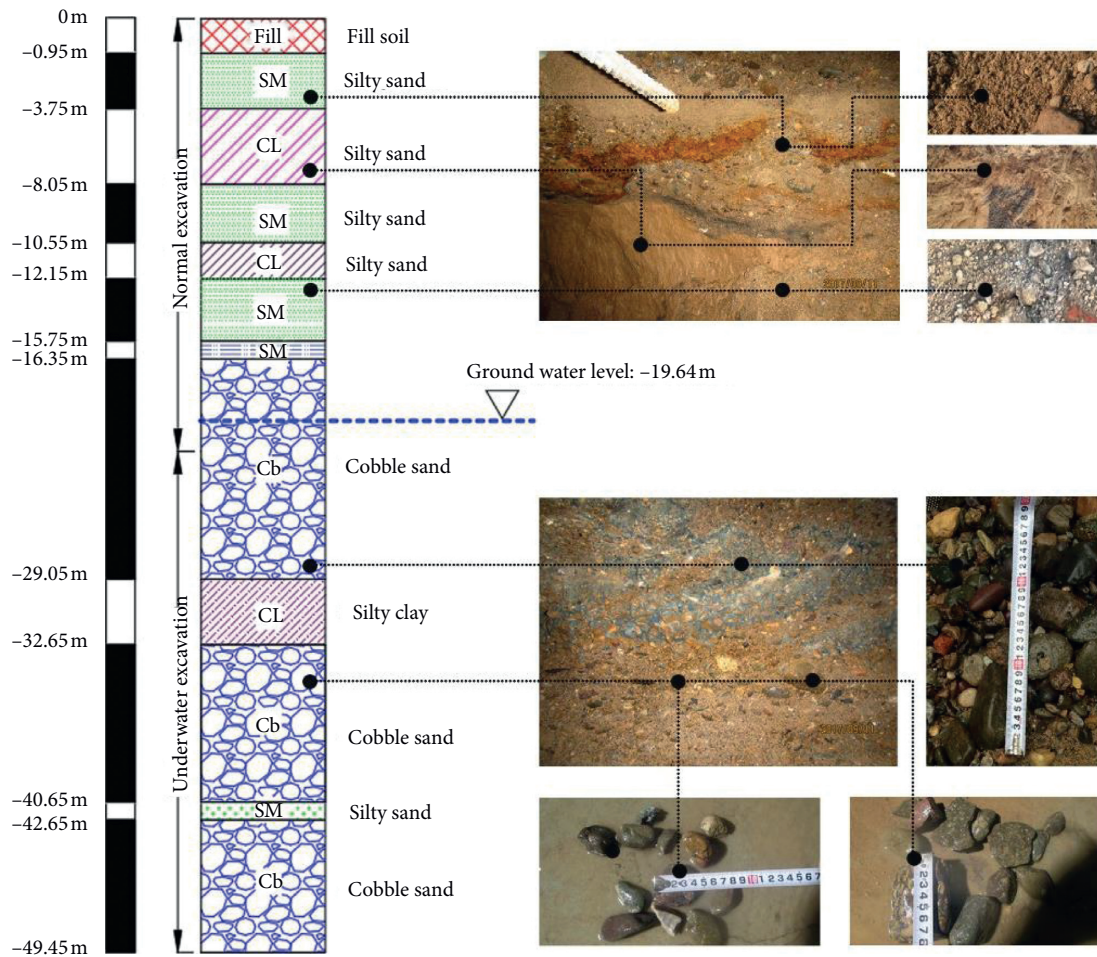 0 m
−0.95 m
−3.75 m
−8.05 m
−10.55 m
−12.15 m
−15.75 m
−16.35 m
−29.05 m
−32.65 m
−40.65 m
−42.65 m
−49.45 m
Normal excavation
Underwater excavation
Fill
Fill soil
SM
Silty sand
CL
Silty sand
SM
Silty sand
CL
Silty sand
SM
SM
Ground water level: −19.64 m
Cb
Cobble sand
CL
Silty clay
Cb
Cobble sand
SM
Silty sand
Cb
Cobble sand